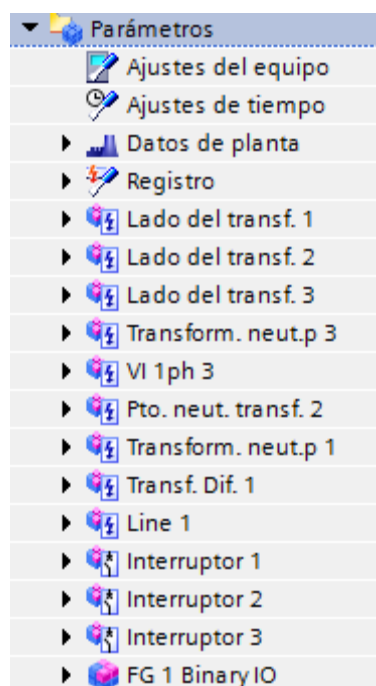 Parámetros
Ajustes del equipo
Ajustes de tiempo
Datos de planta
Registro
Lado del transf. 1
Lado del transf. 2
Lado del transf. 3
Transform. neut.p 3
VI 1ph 3
Pto. neut. transf. 2
Transform. neut.p 1
Transf. Dif. 1
Line 1
Interruptor 1
Interruptor 2
Interruptor 3
FG 1 Binary IO